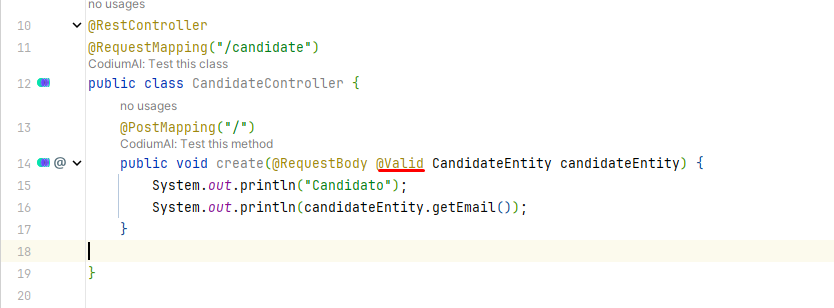 no usages
10 @RestController
11 @RequestMapping("/candidate")
CodiumAI: Test this class
12 public class CandidateController {
no usages
13 @PostMapping("/")
CodiumAI: Test this method
14 @ public void create(@RequestBody @Valid CandidateEntity candidateEntity) {
15 System.out.println("Candidato");
16 System.out.println(candidateEntity.getEmail());
17 }
18
19 }
20